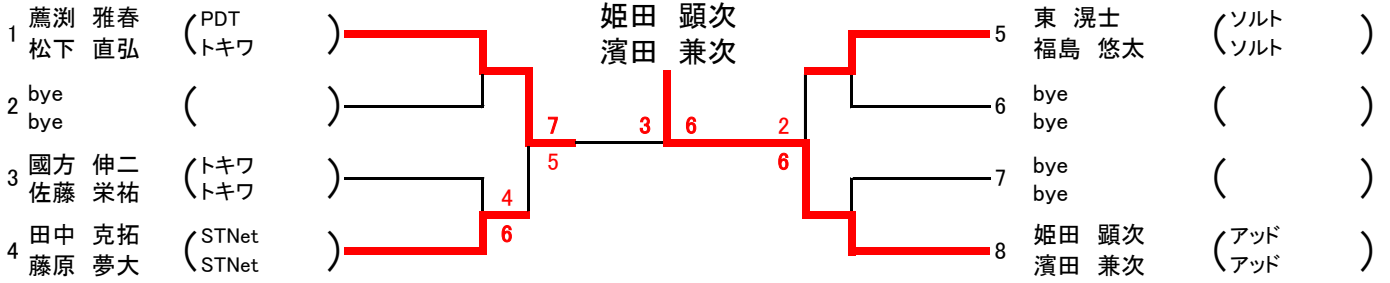 姫田 顕次
濱田 兼次
1 薦渕 雅春 (PDT
松下 直弘 トキワ)
2 bye
bye ( )
3 國方 伸二 (トキワ
佐藤 栄祐 トキワ)
4 田中 克拓 (STNet
藤原 夢大 STNet)
7
5
4
6
3 6
2
6
5 東 滉士 (ソルト
福島 悠太 ソルト)
6 bye
bye ( )
7 bye
bye ( )
8 姫田 顕次 (アッド
濱田 兼次 アッド)